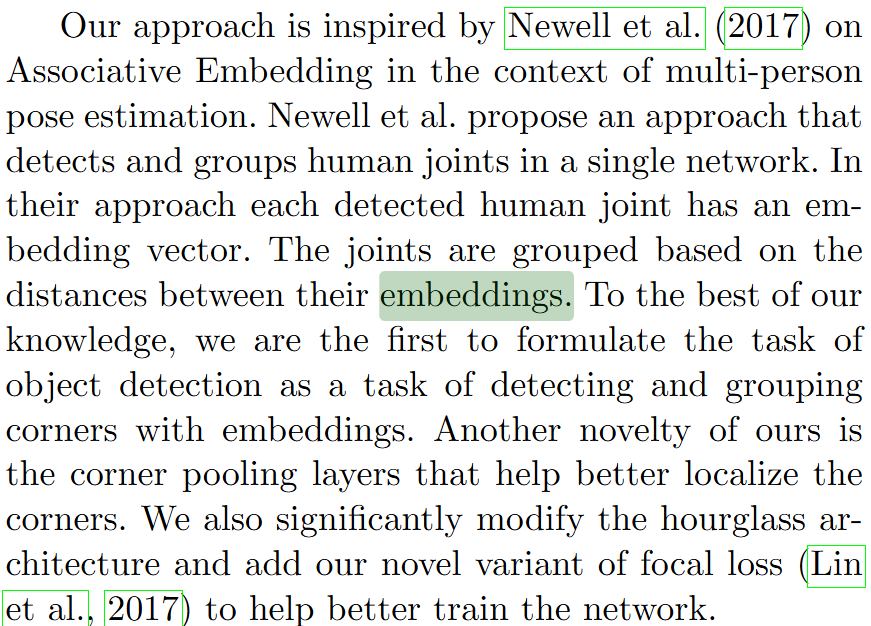 Our approach is inspired by Newell et al. (2017) on
Associative Embedding in the context of multi-person
pose estimation. Newell et al. propose an approach that
detects and groups human joints in a single network. In
their approach each detected human joint has an em-
bedding vector. The joints are grouped based on the
distances between their embeddings. To the best of our
knowledge, we are the first to formulate the task of
object detection as a task of detecting and grouping
corners with embeddings. Another novelty of ours is
the corner pooling layers that help better localize the
corners. We also significantly modify the hourglass ar-
chitecture and add our novel variant of focal loss (Lin
et al., 2017) to help better train the network.